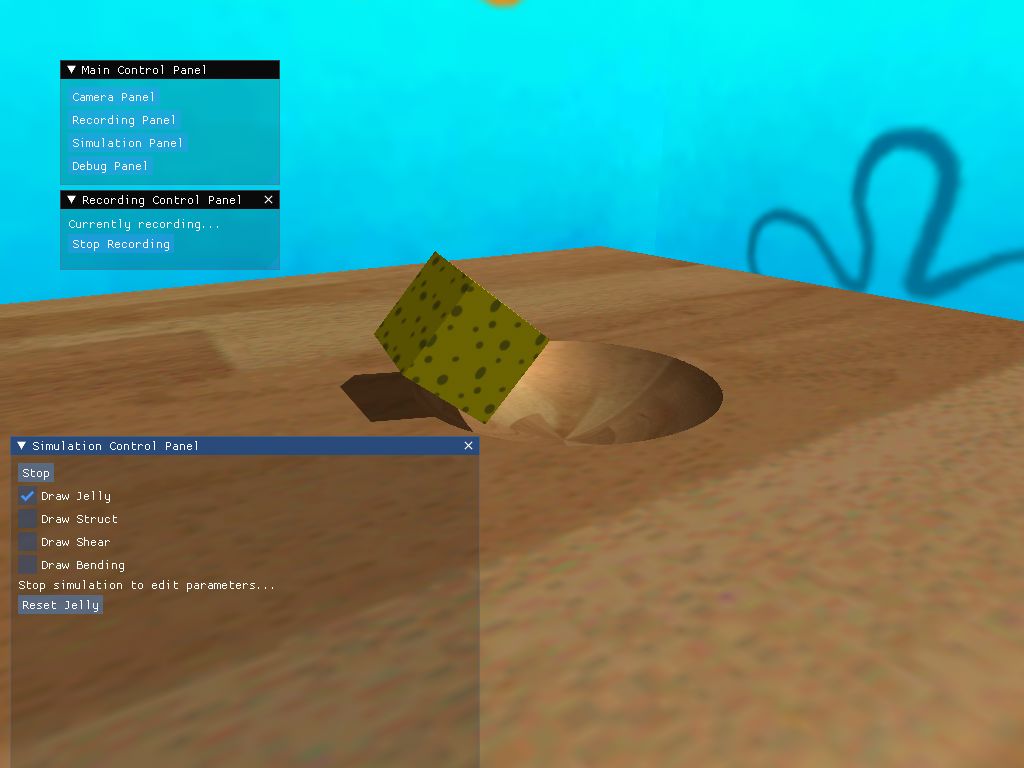 Main Control Panel
Camera Panel
Recording Panel
Simulation Panel
Debug Panel
Recording Control Panel
Currently recording...
Stop Recording
Simulation Control Panel
Stop
Draw Jelly
Draw Struct
Draw Shear
Draw Bending
Stop simulation to edit parameters...
Reset Jelly